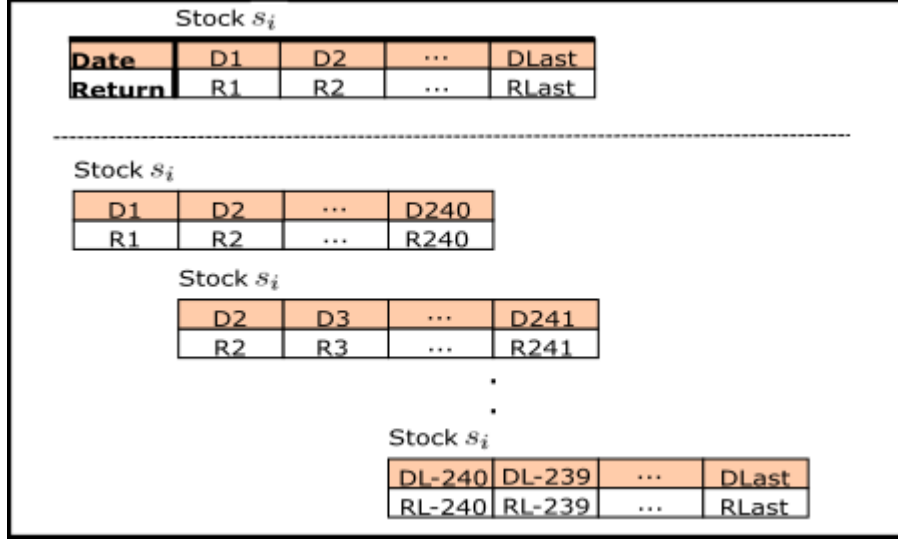 Stock s_i
Date D1 D2 ... DLast
Return R1 R2 ... RLast
Stock s_i
D1 D2 ... D240
R1 R2 ... R240
Stock s_i
D2 D3 ... D241
R2 R3 ... R241
.
.
Stock s_i
DL-240 DL-239 ... DLast
RL-240 RL-239 ... RLast